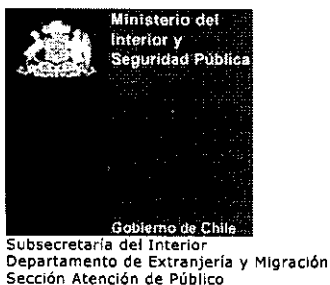 Ministerio del
Interior y
Seguridad Pública
Gobierno de Chile
Subsecretaría del Interior
Departamento de Extranjería y Migración
Sección Atención de Público